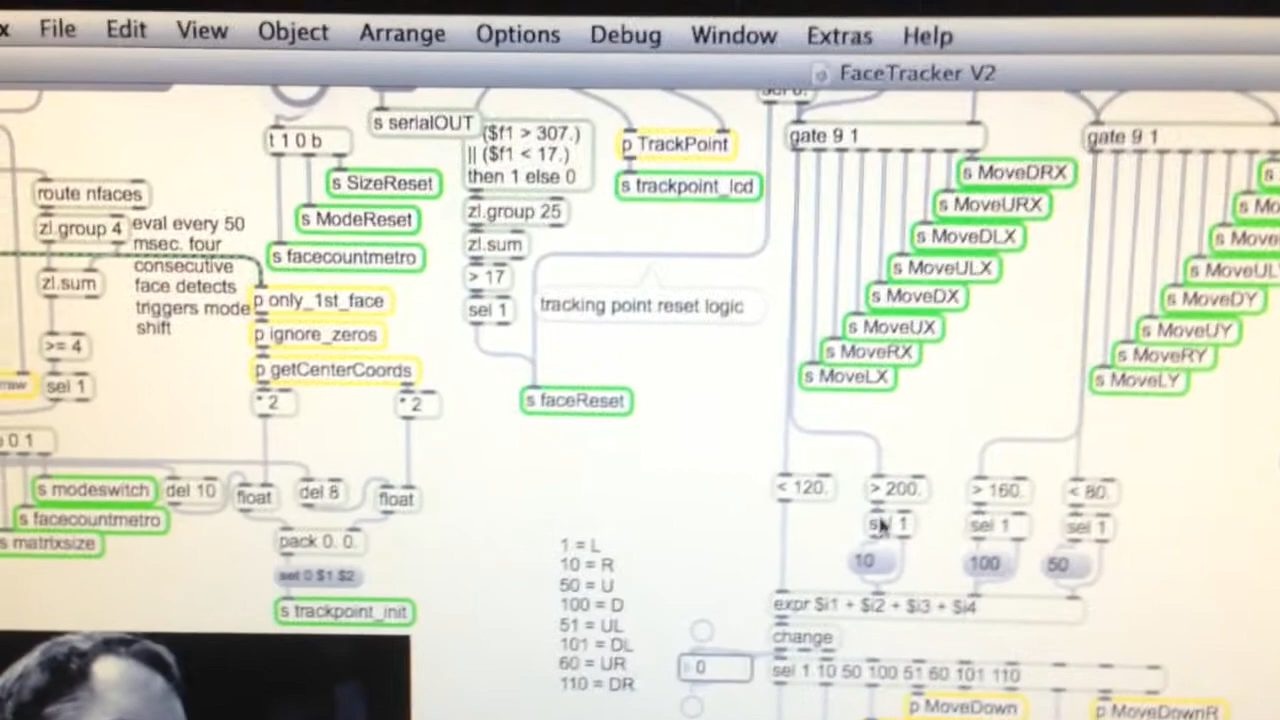 File Edit View Object Arrange Options Debug Window Extras Help
FaceTracker V2
s serialOUT
t 1 0 b
($f1 > 307.)
|| ($f1 < 17.)
then 1 else 0
p TrackPoint
s trackpoint_lcd
gate 9 1
gate 9 1
route nfaces
zl.group 4
zl.sum
>= 4
sel 1
eval every 50
msec. four
consecutive
face detects
triggers mode
shift
s SizeReset
s ModeReset
s facecountmetro
p only_1st_face
p ignore_zeros
p getCenterCoords
* 2
* 2
zl.group 25
zl.sum
> 17
sel 1
tracking point reset logic
s faceReset
s MoveDRX
s MoveURX
s MoveDLX
s MoveULX
s MoveDX
s MoveUX
s MoveRX
s MoveLX
s MoveUL
s MoveDY
s MoveUY
s MoveRY
s MoveLY
0 1
s modeswitch
s facecountmetro
s matrixsize
del 10
float
del 8
float
pack 0. 0.
set 0 $1 $2
s trackpoint_init
1 = L
10 = R
50 = U
100 = D
51 = UL
101 = DL
60 = UR
110 = DR
< 120.
> 200.
> 160.
< 80.
sel 1
sel 1
10
100
50
expr $i1 + $i2 + $i3 + $i4
change
0
sel 1 10 50 100 51 60 101 110
p MoveDown
p MoveDownR